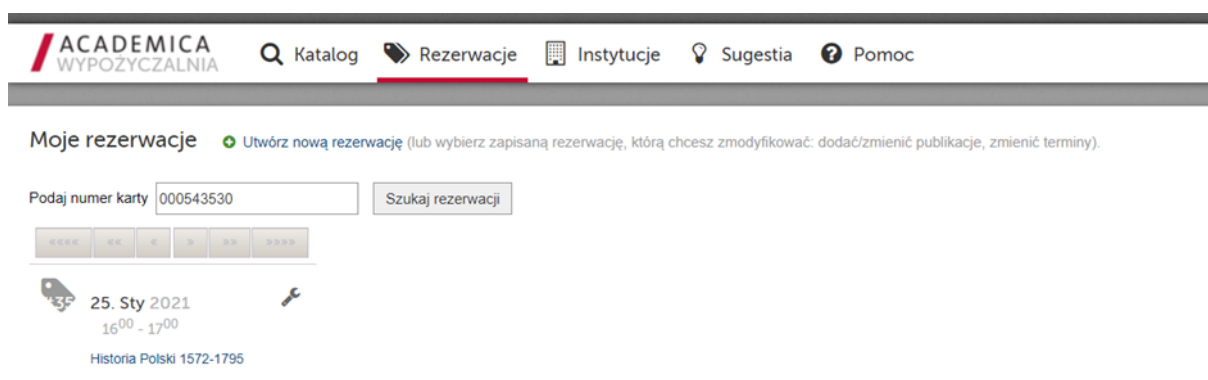 ACADEMICA
WYPOŻYCZALNIA
Katalog Rezerwacje Instytucje Sugestia Pomoc
Moje rezerwacje Utwórz nową rezerwację (lub wybierz zapisaną rezerwację, którą chcesz zmodyfikować: dodać/zmienić publikacje, zmienić terminy).
Podaj numer karty 000543530 Szukaj rezerwacji
«««« «« « » »» »»»»
25. Sty 2021
16⁰⁰ - 17⁰⁰
Historia Polski 1572-1795